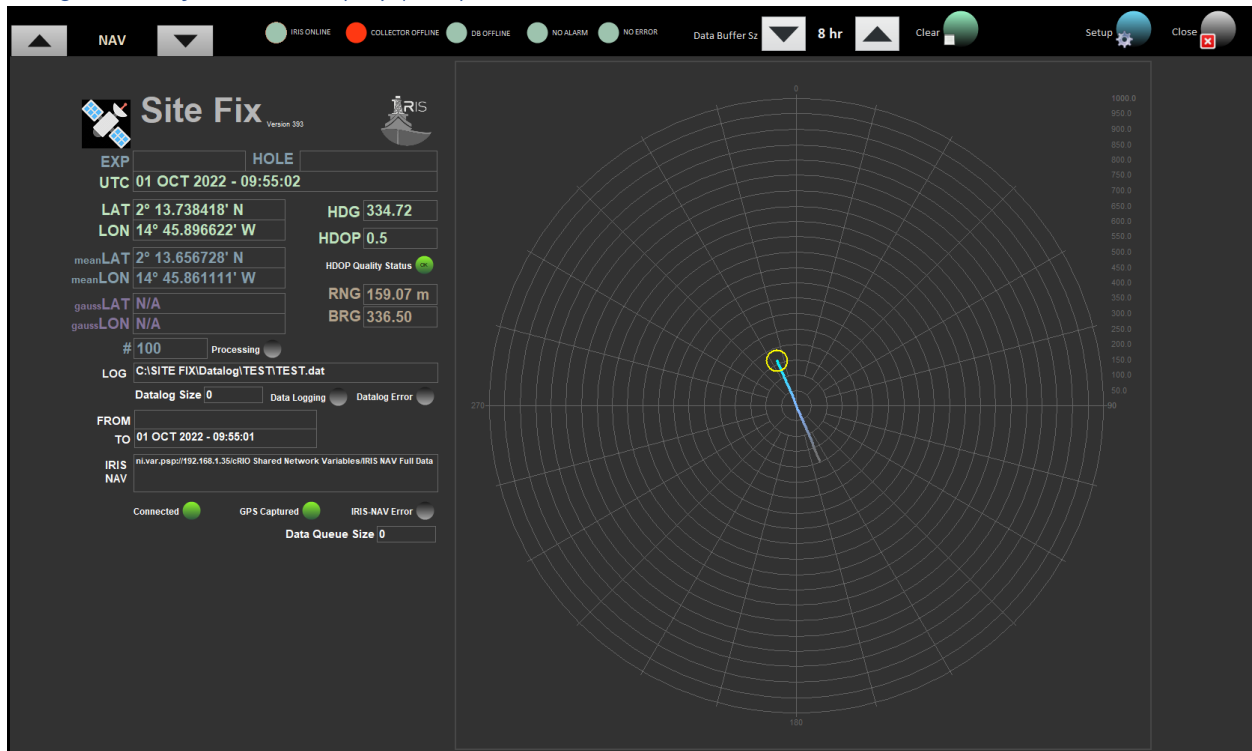 NAV
IRIS ONLINE
COLLECTOR OFFLINE
DB OFFLINE
NO ALARM
NO ERROR
Data Buffer Sz
8 hr
Clear
Setup
Close
Site Fix
Version 393
IRIS
EXP
HOLE
UTC 01 OCT 2022 - 09:55:02
LAT 2° 13.738418' N
LON 14° 45.896622' W
HDG 334.72
HDOP 0.5
meanLAT 2° 13.656728' N
meanLON 14° 45.861111' W
HDOP Quality Status OK
gaussLAT N/A
gaussLON N/A
RNG 159.07 m
BRG 336.50
# 100 Processing
LOG C:\SITE FIX\Datalog\TEST\TEST.dat
Datalog Size 0 Data Logging Datalog Error
FROM
TO 01 OCT 2022 - 09:55:01
IRIS NAV
ni.var.psp://192.168.1.35/cRIO Shared Network Variables/IRIS NAV Full Data
Connected GPS Captured IRIS-NAV Error
Data Queue Size 0
0
1000.0
950.0
900.0
850.0
800.0
750.0
700.0
650.0
600.0
550.0
500.0
450.0
400.0
350.0
300.0
250.0
200.0
150.0
100.0
50.0
270
90
180